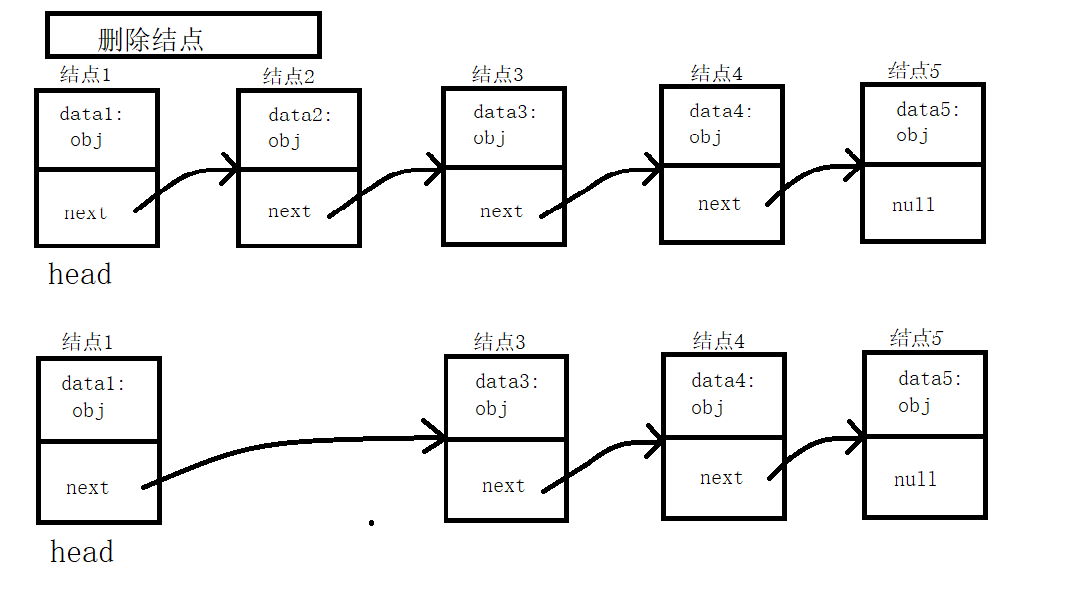 删除结点
结点1 结点2 结点3 结点4 结点5
data1: data2: data3: data4: data5:
obj obj obj obj obj
next next next next null
head
结点1 结点3 结点4 结点5
data1: data3: data4: data5:
obj obj obj obj
next next next null
head